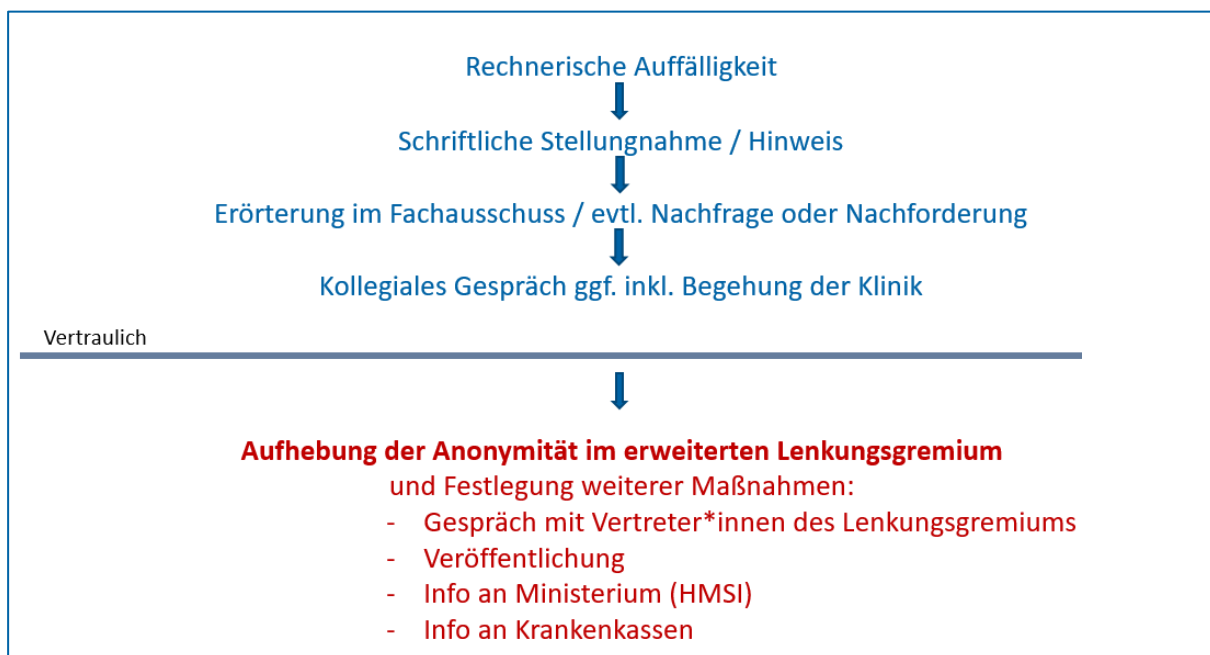 Rechnerische Auffälligkeit
Schriftliche Stellungnahme / Hinweis
Erörterung im Fachausschuss / evtl. Nachfrage oder Nachforderung
Kollegiales Gespräch ggf. inkl. Begehung der Klinik
Vertraulich
Aufhebung der Anonymität im erweiterten Lenkungsgremium
und Festlegung weiterer Maßnahmen:
- Gespräch mit Vertreter*innen des Lenkungsgremiums
- Veröffentlichung
- Info an Ministerium (HMSI)
- Info an Krankenkassen